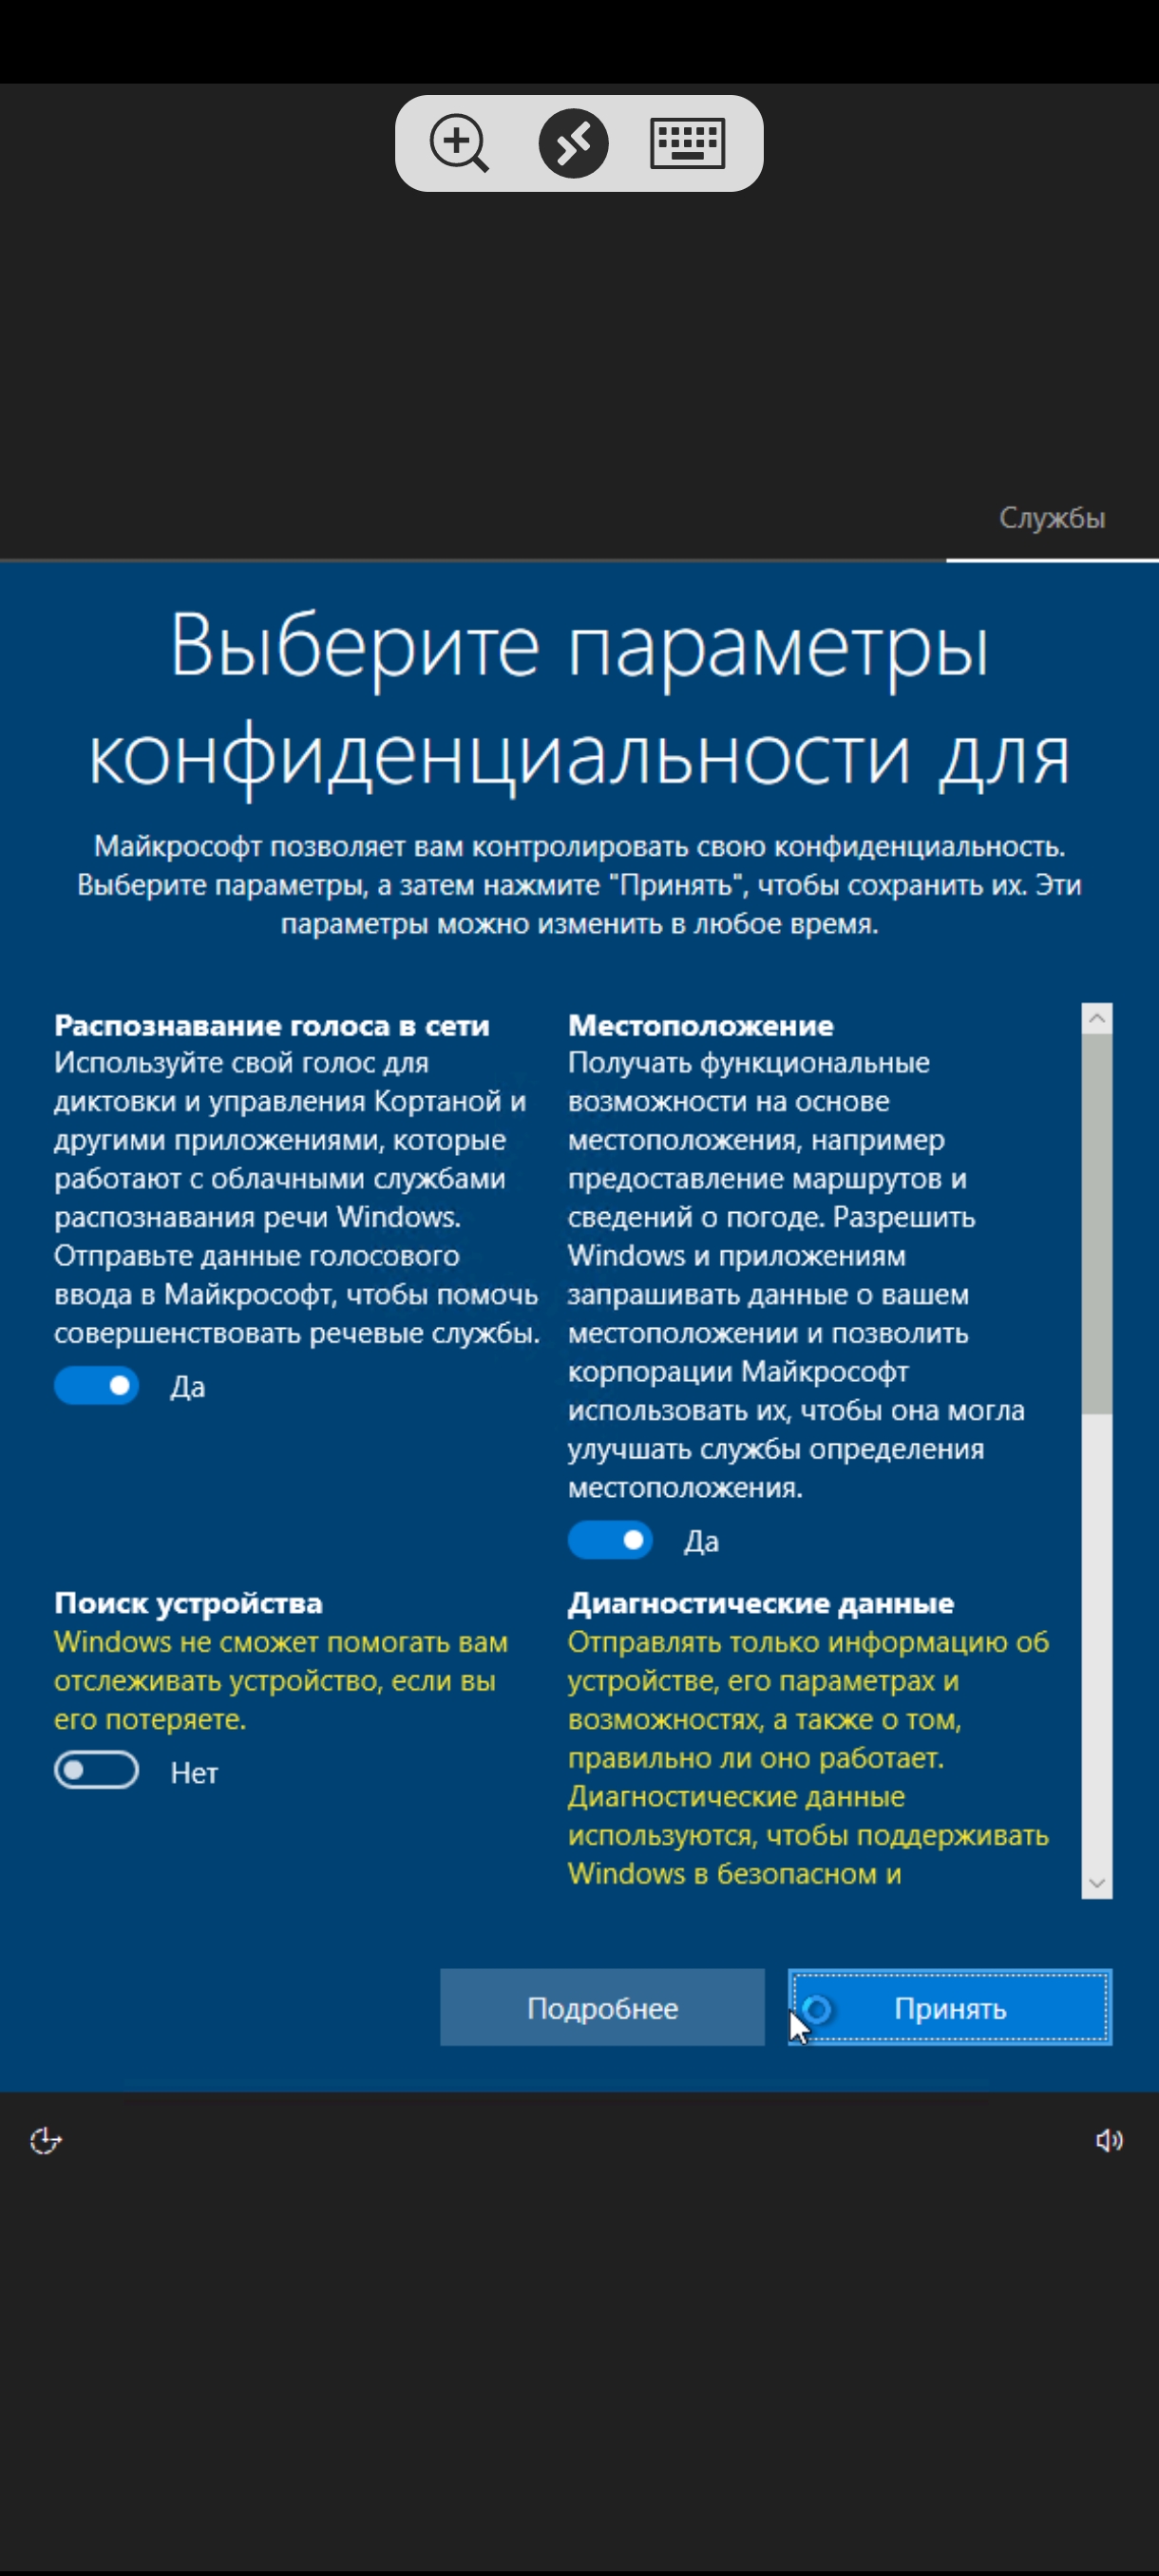 Службы
Выберите параметры
конфиденциальности для
Майкрософт позволяет вам контролировать свою конфиденциальность.
Выберите параметры, а затем нажмите "Принять", чтобы сохранить их. Эти
параметры можно изменить в любое время.
Распознавание голоса в сети
Используйте свой голос для
диктовки и управления Кортаной и
другими приложениями, которые
работают с облачными службами
распознавания речи Windows.
Отправьте данные голосового
ввода в Майкрософт, чтобы помочь
совершенствовать речевые службы.
Да
Местоположение
Получать функциональные
возможности на основе
местоположения, например
предоставление маршрутов и
сведений о погоде. Разрешить
Windows и приложениям
запрашивать данные о вашем
местоположении и позволить
корпорации Майкрософт
использовать их, чтобы она могла
улучшать службы определения
местоположения.
Да
Поиск устройства
Windows не сможет помогать вам
отслеживать устройство, если вы
его потеряете.
Нет
Диагностические данные
Отправлять только информацию об
устройстве, его параметрах и
возможностях, а также о том,
правильно ли оно работает.
Диагностические данные
используются, чтобы поддерживать
Windows в безопасном и
Подробнее
Принять